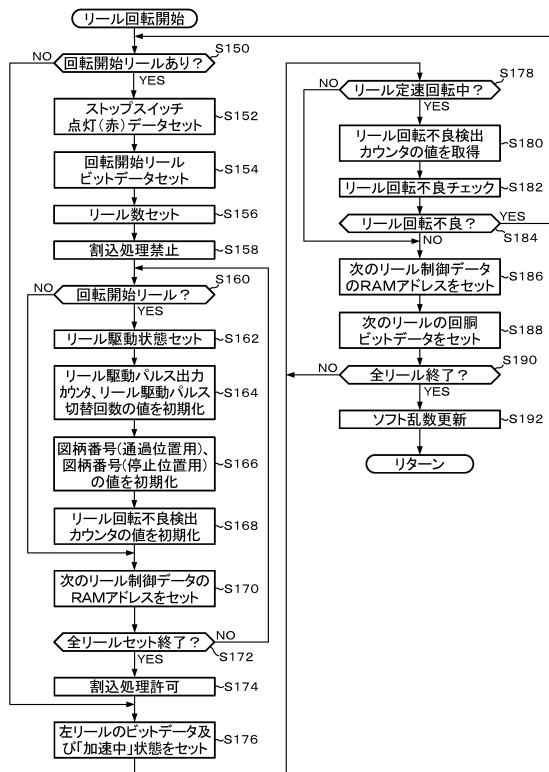 リール回転開始
S150
回転開始リールあり？
NO
YES
ストップスイッチ
点灯(赤)データセット
S152
回転開始リール
ビットデータセット
S154
リール数セット
S156
割込処理禁止
S158
S160
回転開始リール？
NO
YES
リール駆動状態セット
S162
リール駆動パルス出力
カウンタ、リール駆動パルス
切替回数の値を初期化
S164
図柄番号(通過位置用)、
図柄番号(停止位置用)
の値を初期化
S166
リール回転不良検出
カウンタの値を初期化
S168
次のリール制御データの
RAMアドレスをセット
S170
全リールセット終了？
NO
S172
YES
割込処理許可
S174
左リールのビットデータ及
び「加速中」状態をセット
S176
S178
リール定速回転中？
NO
YES
リール回転不良検出
カウンタの値を取得
S180
リール回転不良チェック
S182
リール回転不良？
YES
S184
NO
次のリール制御データ
のRAMアドレスをセット
S186
次のリールの回胴
ビットデータをセット
S188
S190
全リール終了？
NO
YES
ソフト乱数更新
S192
リターン